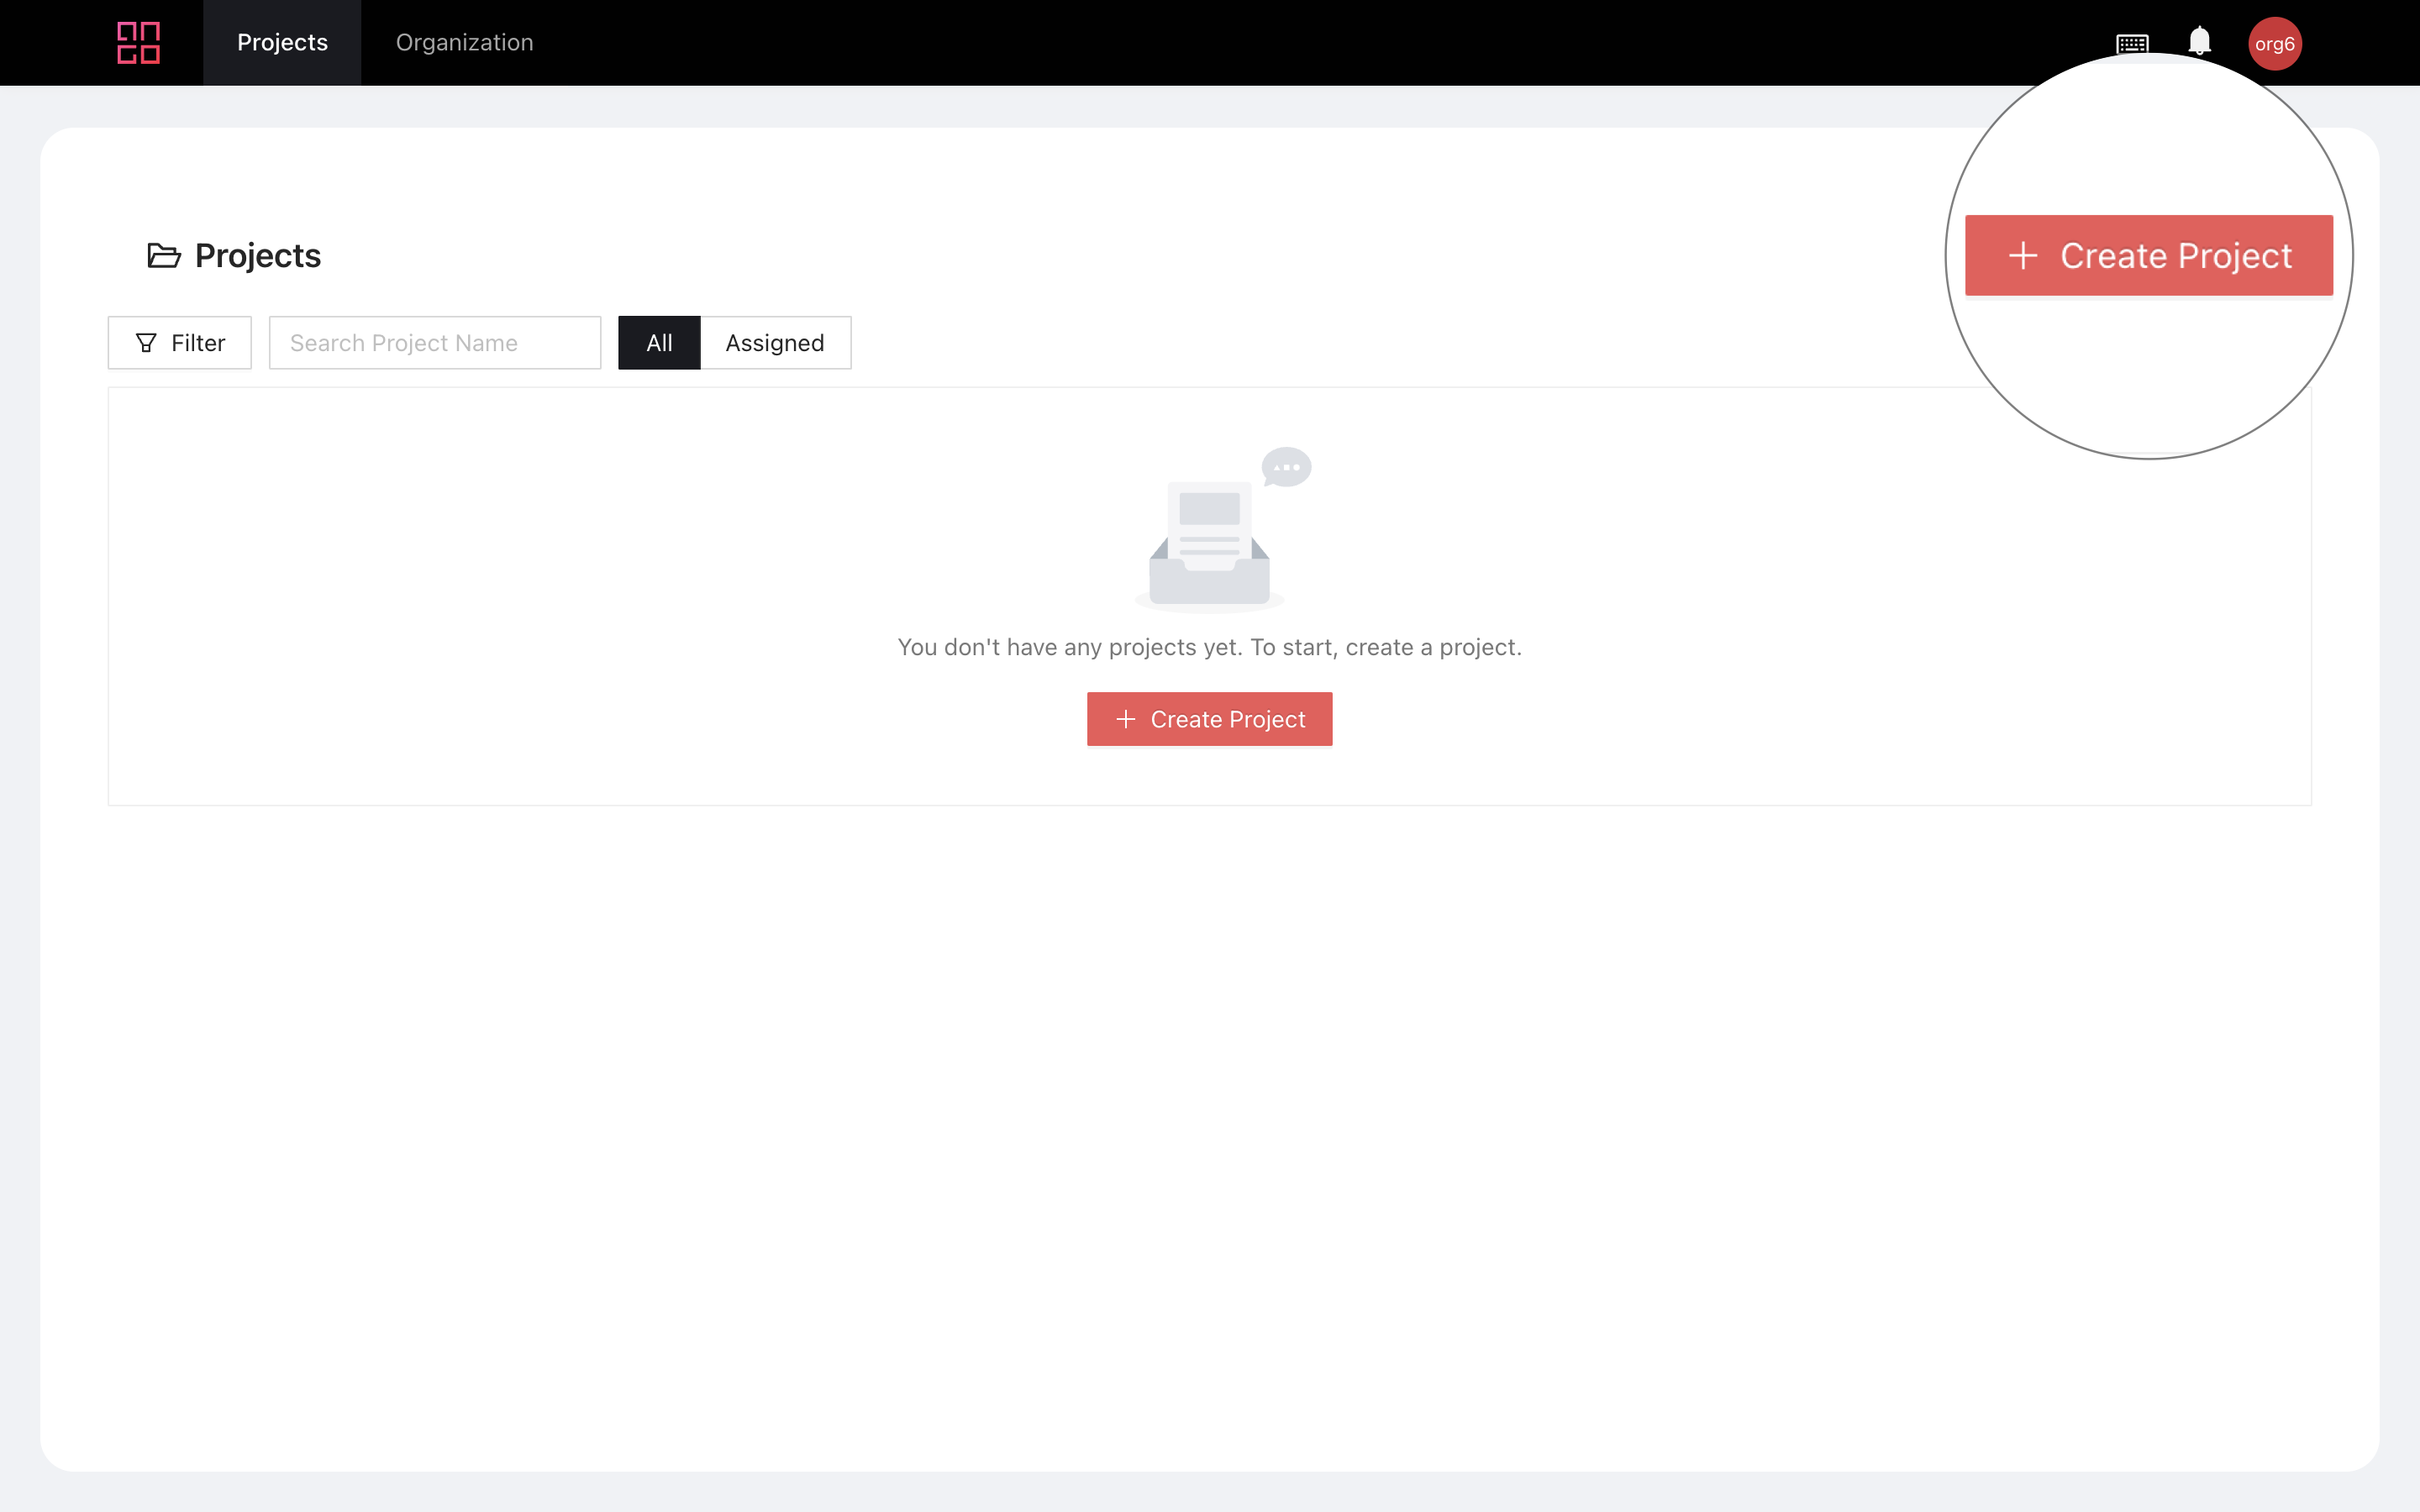 Projects
Organization
org6
Projects
Create Project
Filter
Search Project Name
All
Assigned
You don't have any projects yet. To start, create a project.
Create Project